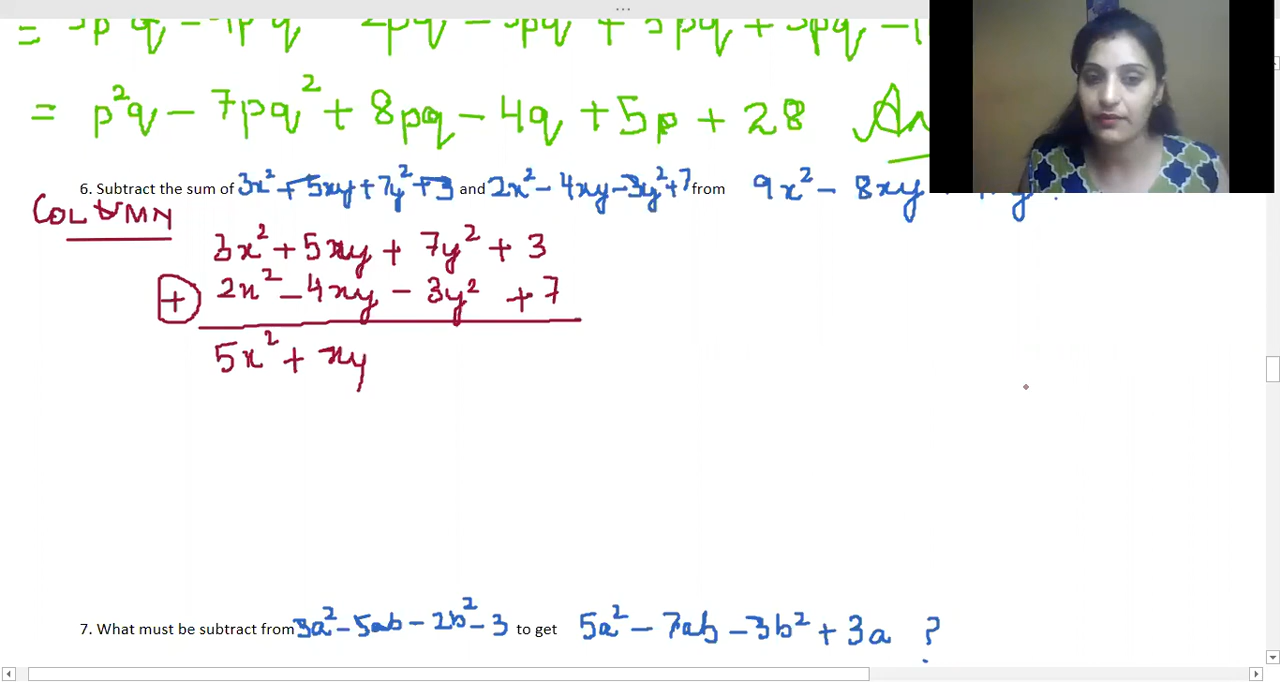 = p²q − 7pq² + 8pq − 4q + 5p + 28
6. Subtract the sum of 3x² + 5xy + 7y² + 3 and 2x² − 4xy − 3y² + 7 from 9x² − 8xy
COLUMN
3x² + 5xy + 7y² + 3
+ 2x² − 4xy − 3y² + 7
5x² + xy
7. What must be subtract from 3a² − 5ab − 2b² − 3 to get 5a² − 7ab − 3b² + 3a ?